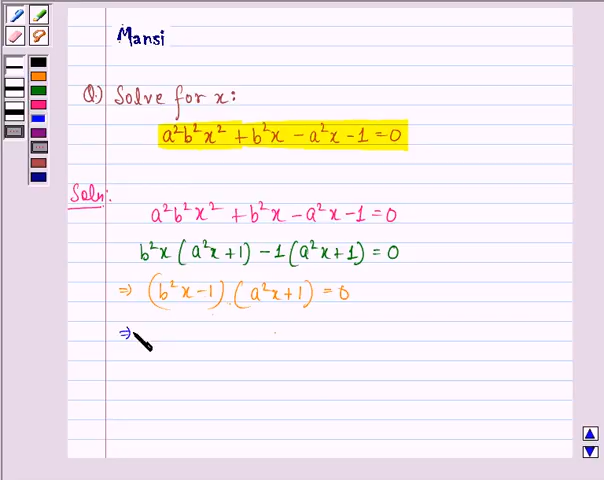 Mansi
Q) Solve for x:
a²b²x² + b²x - a²x - 1 = 0
Soln:
a²b²x² + b²x - a²x - 1 = 0
b²x (a²x + 1) - 1 (a²x + 1) = 0
⇒ (b²x - 1) (a²x + 1) = 0
⇒